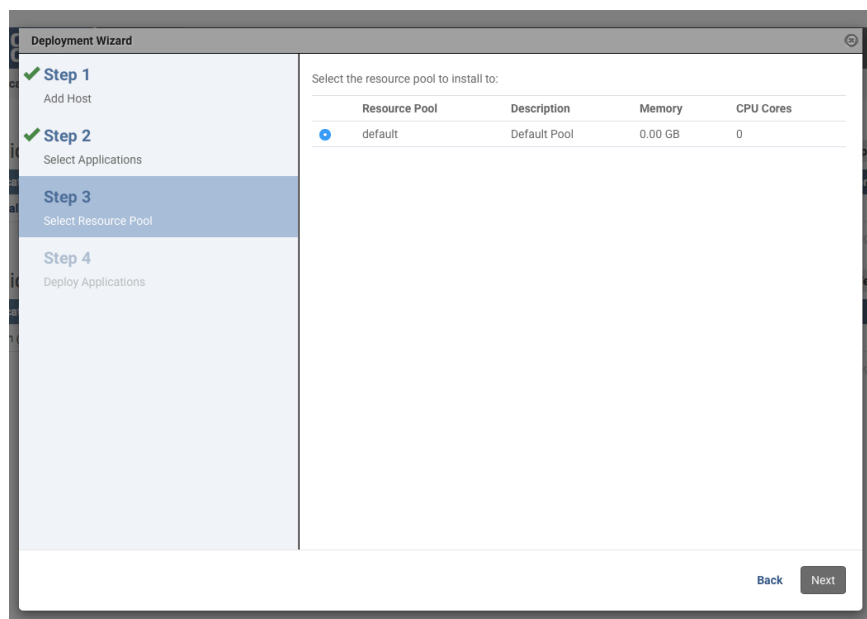 Deployment Wizard
Step 1
Add Host
Step 2
Select Applications
Step 3
Select Resource Pool
Step 4
Deploy Applications
Select the resource pool to install to:
Resource Pool Description Memory CPU Cores
default Default Pool 0.00 GB 0
Back Next